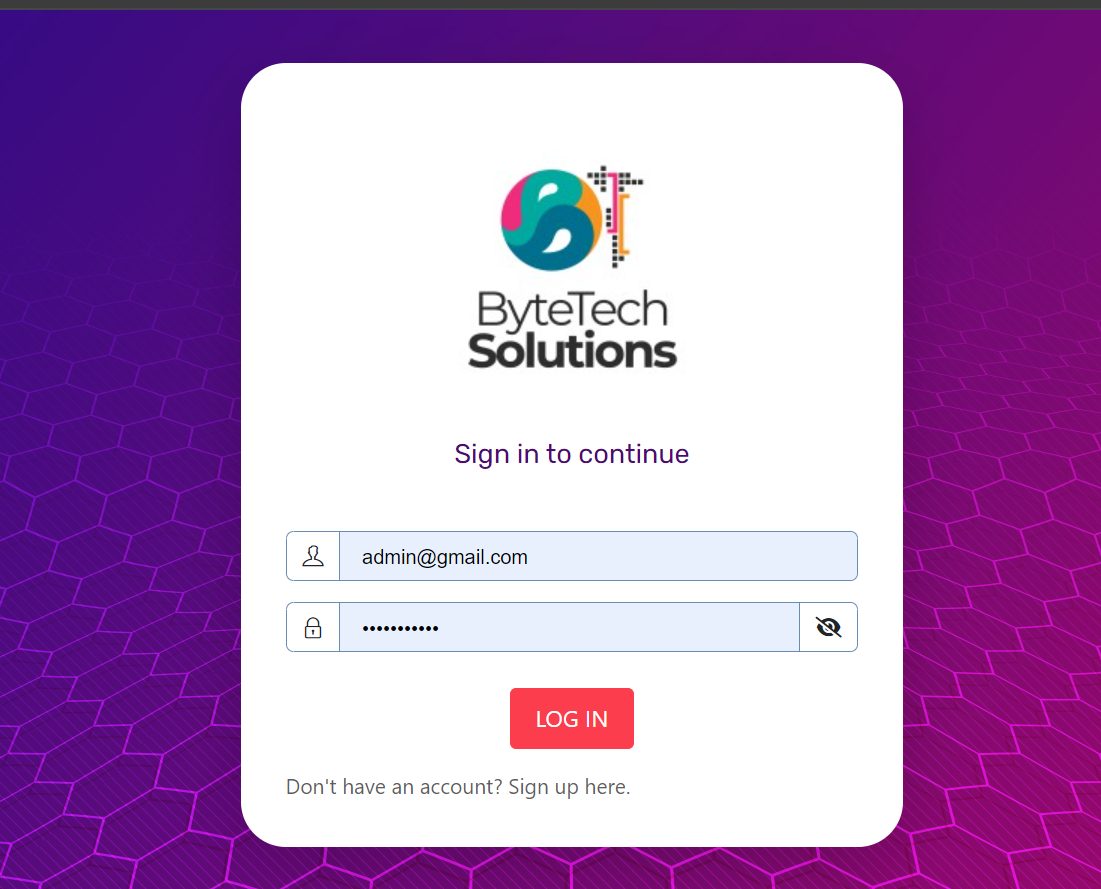 ByteTech
Solutions
Sign in to continue
admin@gmail.com
•••••••••••
LOG IN
Don't have an account? Sign up here.